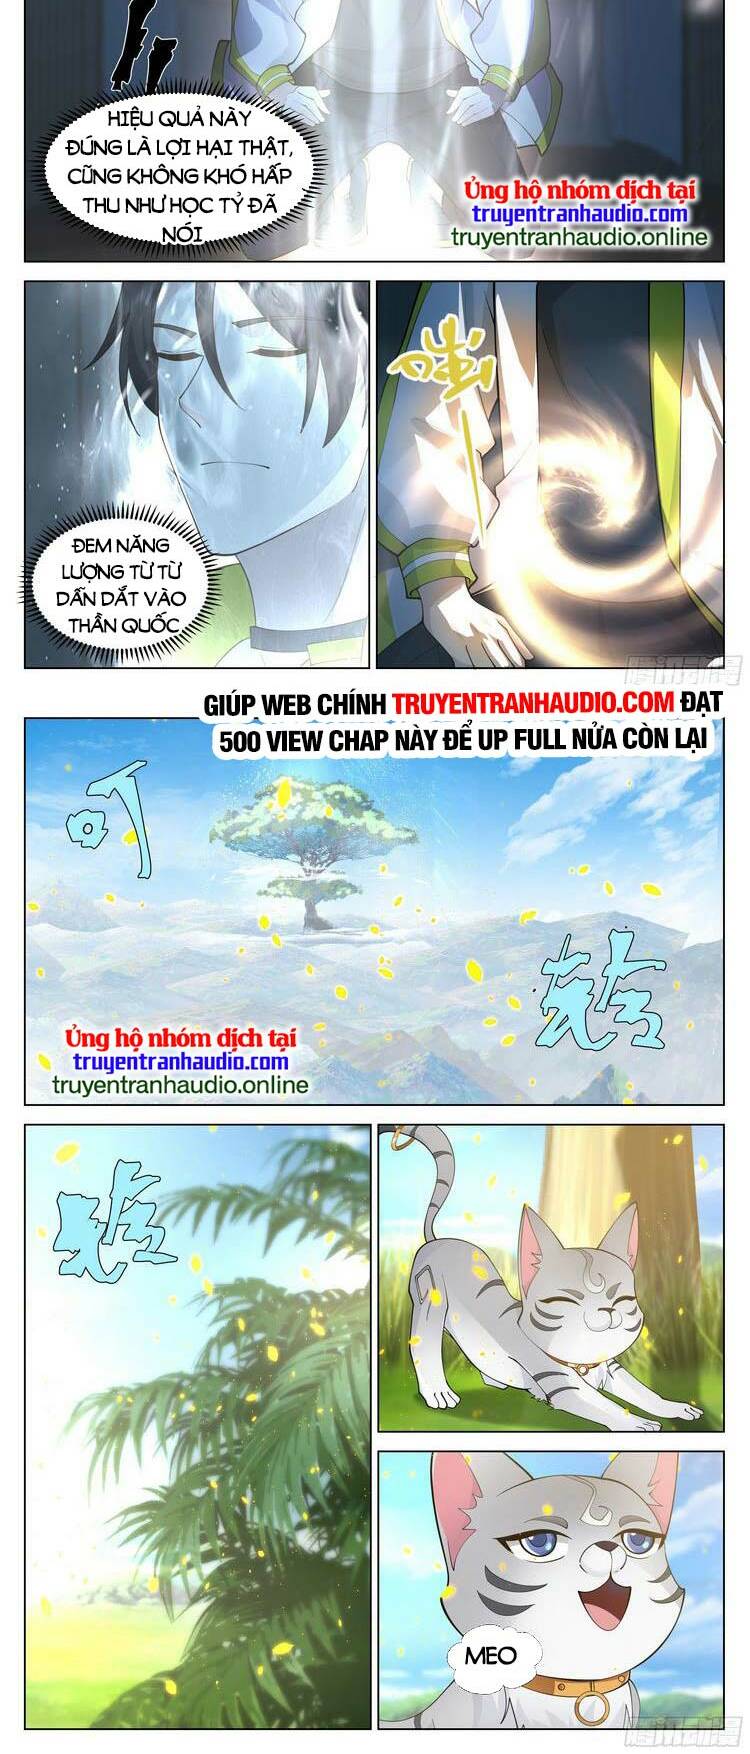 HIỆU QUẢ NÀY
ĐÚNG LÀ LỢI HẠI THẬT,
CŨNG KHÔNG KHÓ HẤP
THU NHƯ HỌC TỶ ĐÃ
NÓI
Ủng hộ nhóm dịch tại
truyentranhaudio.com
truyentranhaudio.online
嗤
ĐEM NĂNG
LƯỢNG TỪ TỪ
DẪN DẮT VÀO
THẦN QUỐC
GIÚP WEB CHÍNH TRUYENTRANHAUDIO.COM ĐẠT
500 VIEW CHAP NÀY ĐỂ UP FULL NỬA CÒN LẠI
叮
Ủng hộ nhóm dịch tại
truyentranhaudio.com
truyentranhaudio.online
MEO